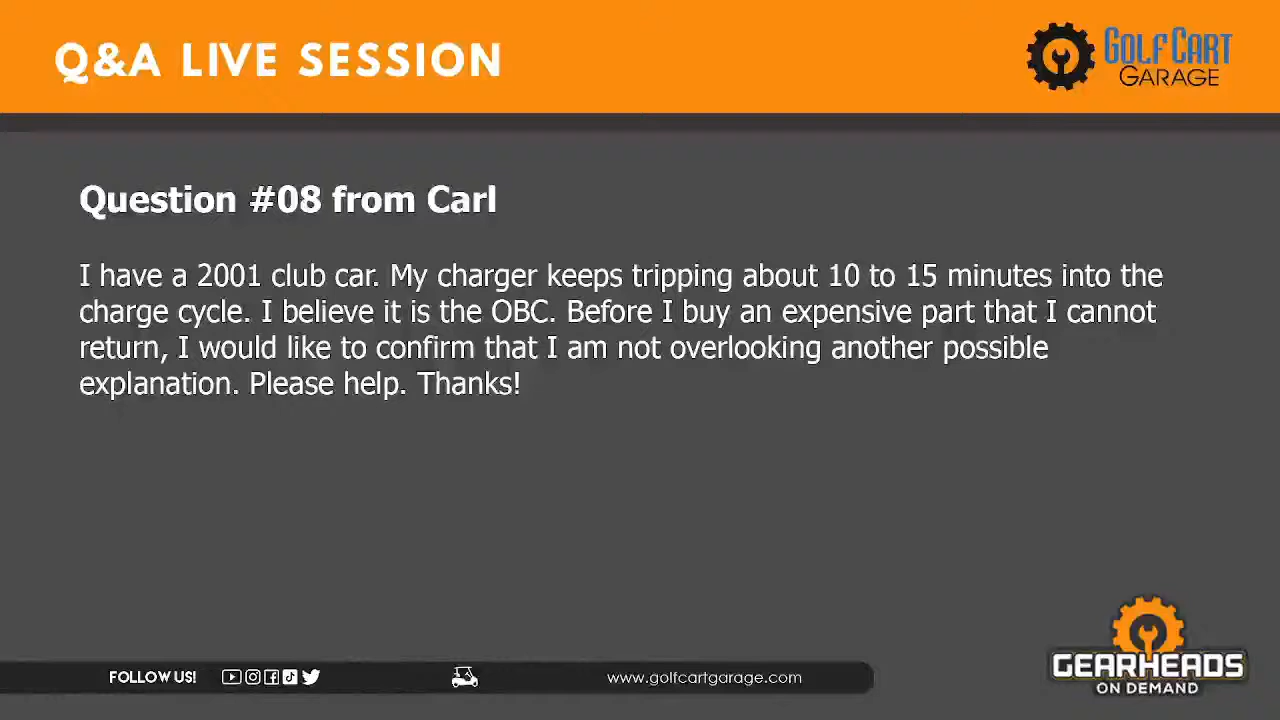 Q&A LIVE SESSION
GOLF CART
GARAGE
Question #08 from Carl
I have a 2001 club car. My charger keeps tripping about 10 to 15 minutes into the
charge cycle. I believe it is the OBC. Before I buy an expensive part that I cannot
return, I would like to confirm that I am not overlooking another possible
explanation. Please help. Thanks!
GEARHEADS
ON DEMAND
FOLLOW US!
www.golfcartgarage.com